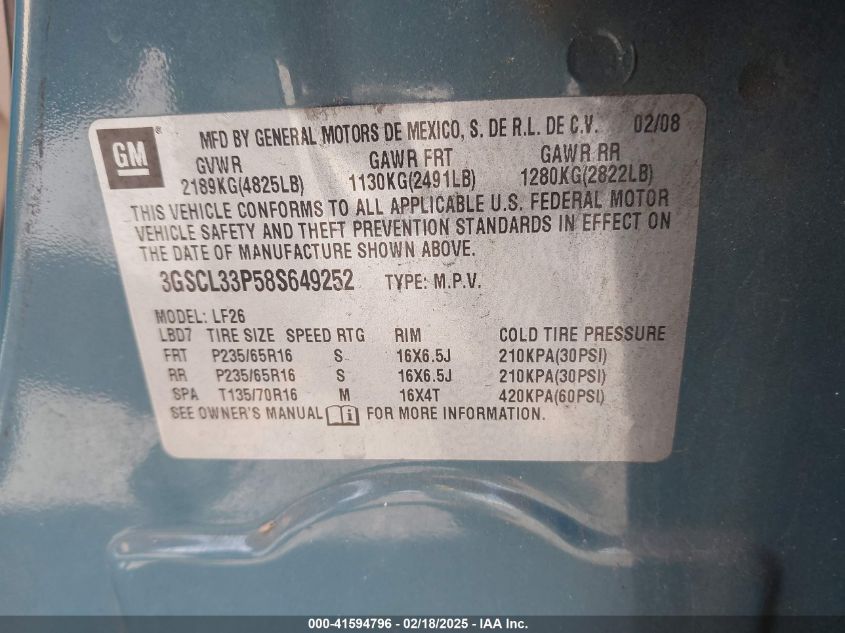 GM
MFD BY GENERAL MOTORS DE MEXICO, S. DE R.L. DE C.V. 02/08
GVWR GAWR FRT GAWR RR
2189KG(4825LB) 1130KG(2491LB) 1280KG(2822LB)
THIS VEHICLE CONFORMS TO ALL APPLICABLE U.S. FEDERAL MOTOR
VEHICLE SAFETY AND THEFT PREVENTION STANDARDS IN EFFECT ON
THE DATE OF MANUFACTURE SHOWN ABOVE.
3GSCL33P58S649252 TYPE: M.P.V.
MODEL: LF26
LBD7 TIRE SIZE SPEED RTG RIM COLD TIRE PRESSURE
FRT P235/65R16 S 16X6.5J 210KPA(30PSI)
RR P235/65R16 S 16X6.5J 210KPA(30PSI)
SPA T135/70R16 M 16X4T 420KPA(60PSI)
SEE OWNER'S MANUAL i FOR MORE INFORMATION.
000-41594796 - 02/18/2025 - IAA Inc.